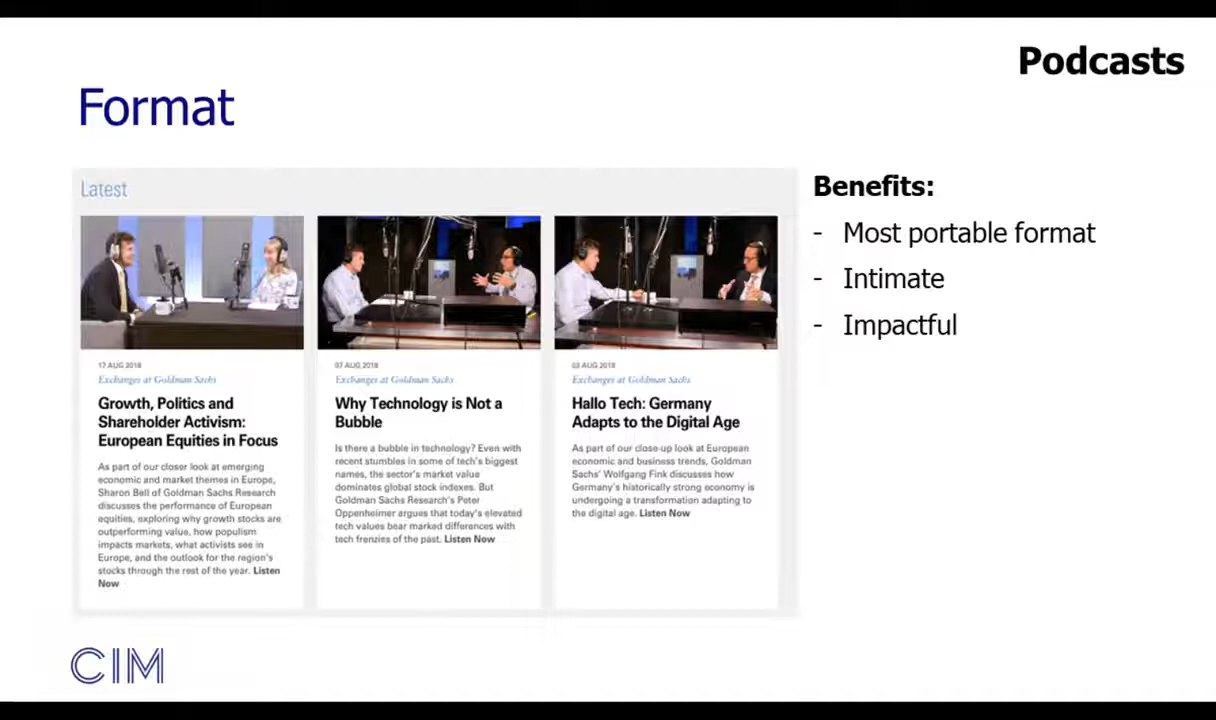 Podcasts
Format
Latest
17 AUG 2018
Exchanges at Goldman Sachs
Growth, Politics and
Shareholder Activism:
European Equities in Focus
As part of our closer look at emerging
economic and market themes in Europe,
Sharon Bell of Goldman Sachs Research
discusses the performance of European
equities, exploring why growth stocks are
outperforming value, how populism
impacts markets, what activists see in
Europe, and the outlook for the region's
stocks through the rest of the year. Listen
Now
07 AUG 2018
Exchanges at Goldman Sachs
Why Technology is Not a
Bubble
Is there a bubble in technology? Even with
recent stumbles in some of tech's biggest
names, the sector's market value
dominates global stock indexes. But
Goldman Sachs Research's Peter
Oppenheimer argues that today's elevated
tech values bear marked differences with
tech frenzies of the past. Listen Now
03 AUG 2018
Exchanges at Goldman Sachs
Hallo Tech: Germany
Adapts to the Digital Age
As part of our close-up look at European
economic and business trends, Goldman
Sachs' Wolfgang Fink discusses how
Germany's historically strong economy is
undergoing a transformation adapting to
the digital age. Listen Now
Benefits:
- Most portable format
- Intimate
- Impactful
CIM